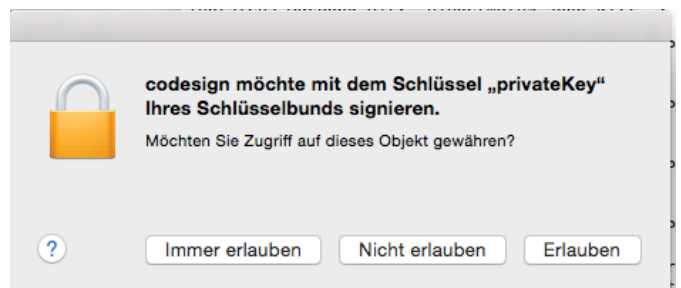 codesign möchte mit dem Schlüssel „privateKey“
Ihres Schlüsselbunds signieren.
Möchten Sie Zugriff auf dieses Objekt gewähren?
?
Immer erlauben
Nicht erlauben
Erlauben